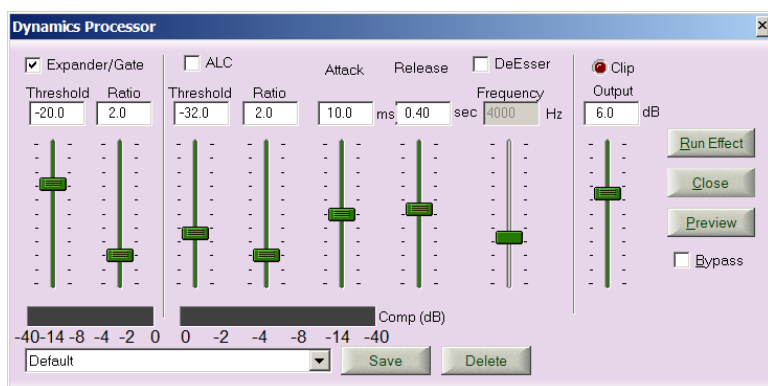 Dynamics Processor
Expander/Gate
ALC
Attack
Release
DeEsser
Clip
Threshold
Ratio
Threshold
Ratio
Frequency
Output
-20.0
2.0
-32.0
2.0
10.0 ms
0.40 sec
4000 Hz
6.0 dB
Run Effect
Close
Preview
Bypass
Comp (dB)
-40 -14 -8 -4 -2 0
0 -2 -4 -8 -14 -40
Default
Save
Delete